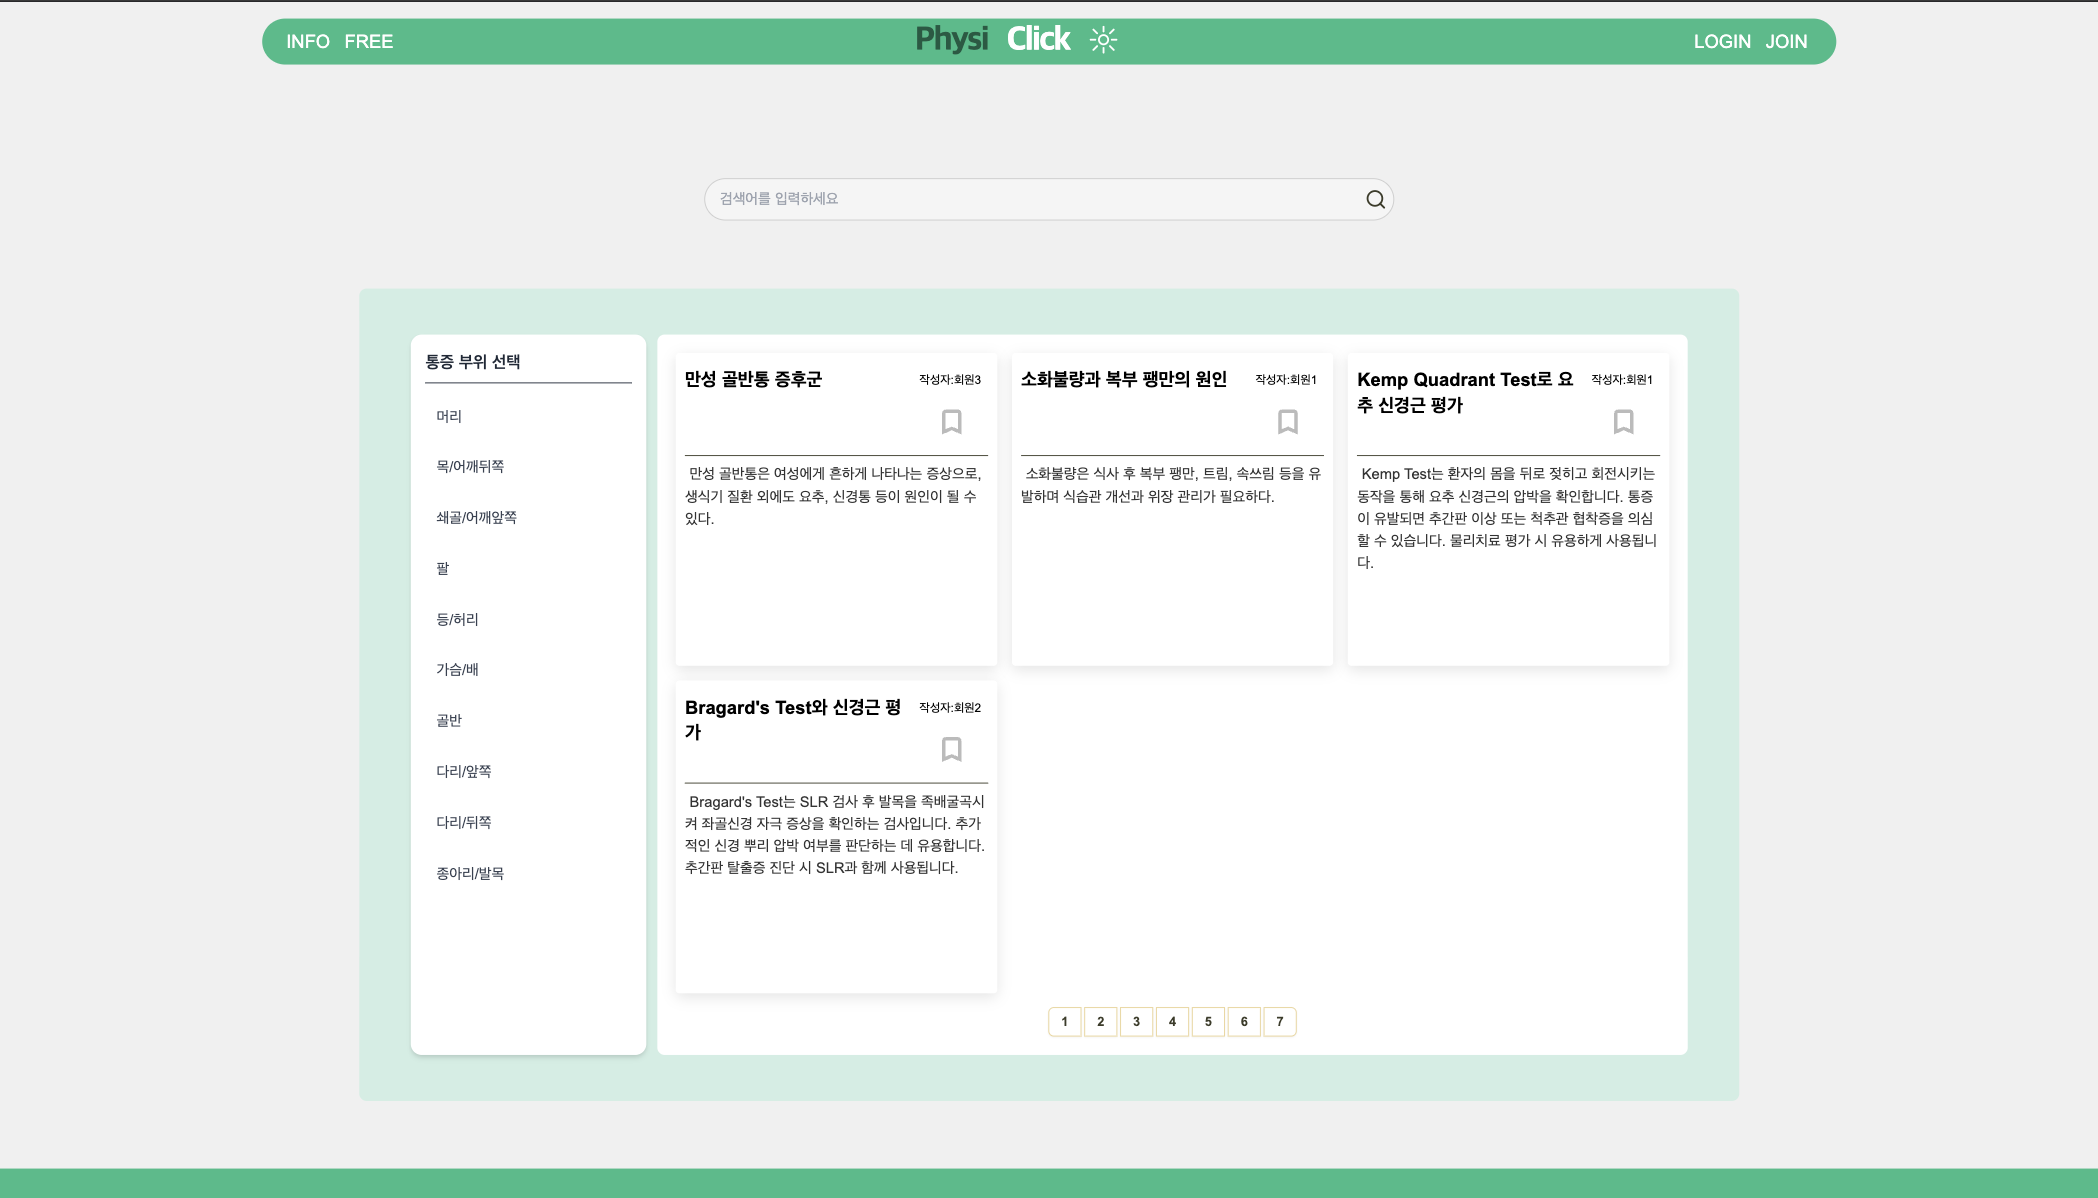 INFO FREE
Physi Click
LOGIN JOIN
검색어를 입력하세요
통증 부위 선택
머리
목/어깨뒤쪽
쇄골/어깨앞쪽
팔
등/허리
가슴/배
골반
다리/앞쪽
다리/뒤쪽
종아리/발목
만성 골반통 증후군
작성자:회원3
만성 골반통은 여성에게 흔하게 나타나는 증상으로,
생식기 질환 외에도 요추, 신경통 등이 원인이 될 수
있다.
소화불량과 복부 팽만의 원인
작성자:회원1
소화불량은 식사 후 복부 팽만, 트림, 속쓰림 등을 유
발하며 식습관 개선과 위장 관리가 필요하다.
Kemp Quadrant Test로 요
추 신경근 평가
작성자:회원1
Kemp Test는 환자의 몸을 뒤로 젖히고 회전시키는
동작을 통해 요추 신경근의 압박을 확인합니다. 통증
이 유발되면 추간판 이상 또는 척추관 협착증을 의심
할 수 있습니다. 물리치료 평가 시 유용하게 사용됩니
다.
Bragard's Test와 신경근 평
가
작성자:회원2
Bragard's Test는 SLR 검사 후 발목을 족배굴곡시
켜 좌골신경 자극 증상을 확인하는 검사입니다. 추가
적인 신경 뿌리 압박 여부를 판단하는 데 유용합니다.
추간판 탈출증 진단 시 SLR과 함께 사용됩니다.
1 2 3 4 5 6 7